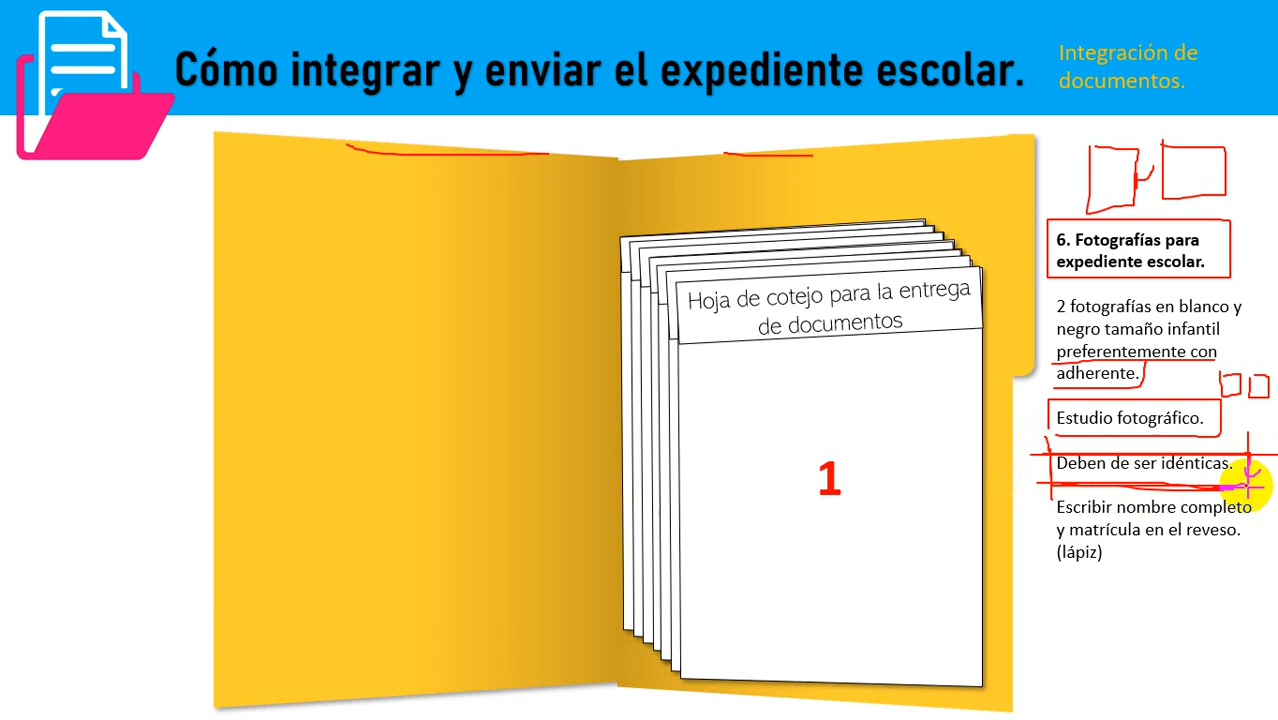 Cómo integrar y enviar el expediente escolar.
Integración de
documentos.
Hoja de cotejo para la entrega
de documentos
1
6. Fotografías para
expediente escolar.
2 fotografías en blanco y
negro tamaño infantil
preferentemente con
adherente.
Estudio fotográfico.
Deben de ser idénticas.
Escribir nombre completo
y matrícula en el reveso.
(lápiz)